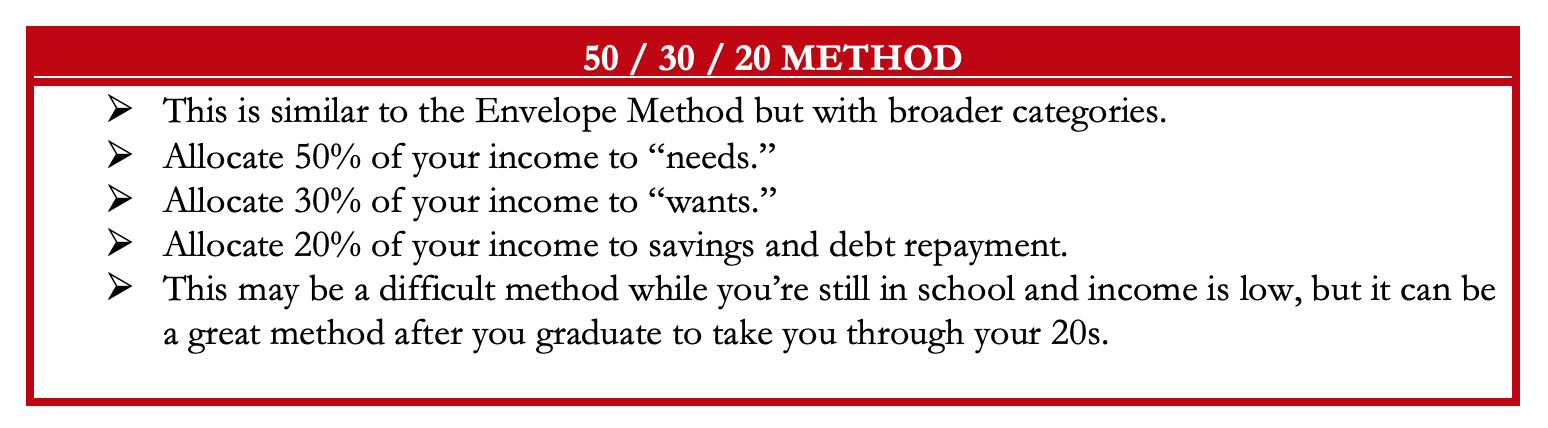 50 / 30 / 20 METHOD
➢ This is similar to the Envelope Method but with broader categories.
➢ Allocate 50% of your income to “needs.”
➢ Allocate 30% of your income to “wants.”
➢ Allocate 20% of your income to savings and debt repayment.
➢ This may be a difficult method while you’re still in school and income is low, but it can be
a great method after you graduate to take you through your 20s.